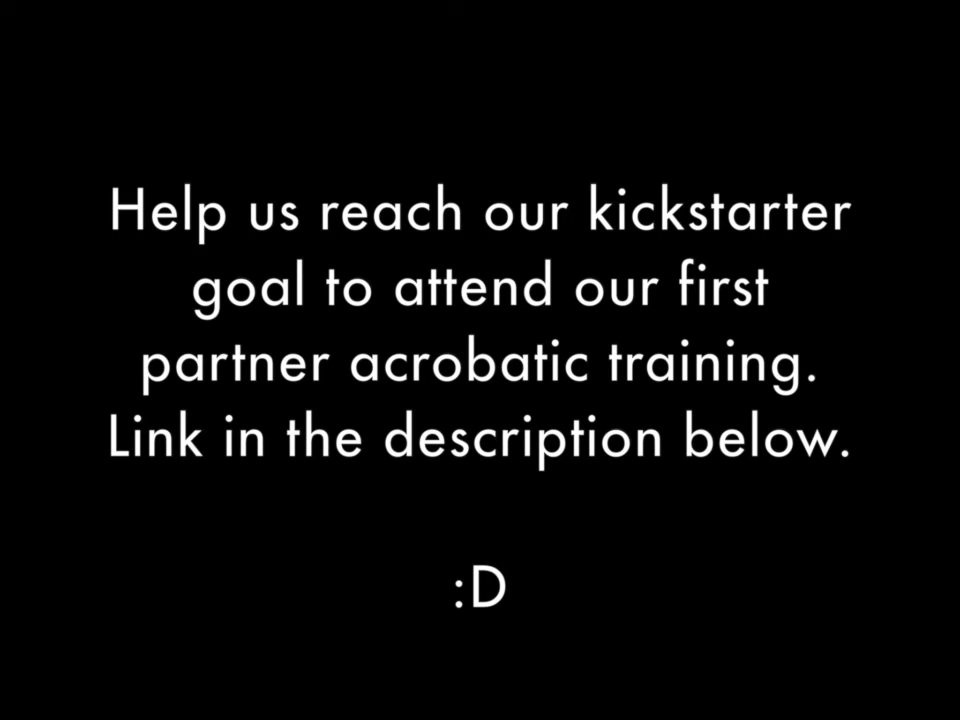 Help us reach our kickstarter
goal to attend our first
partner acrobatic training.
Link in the description below.
:D